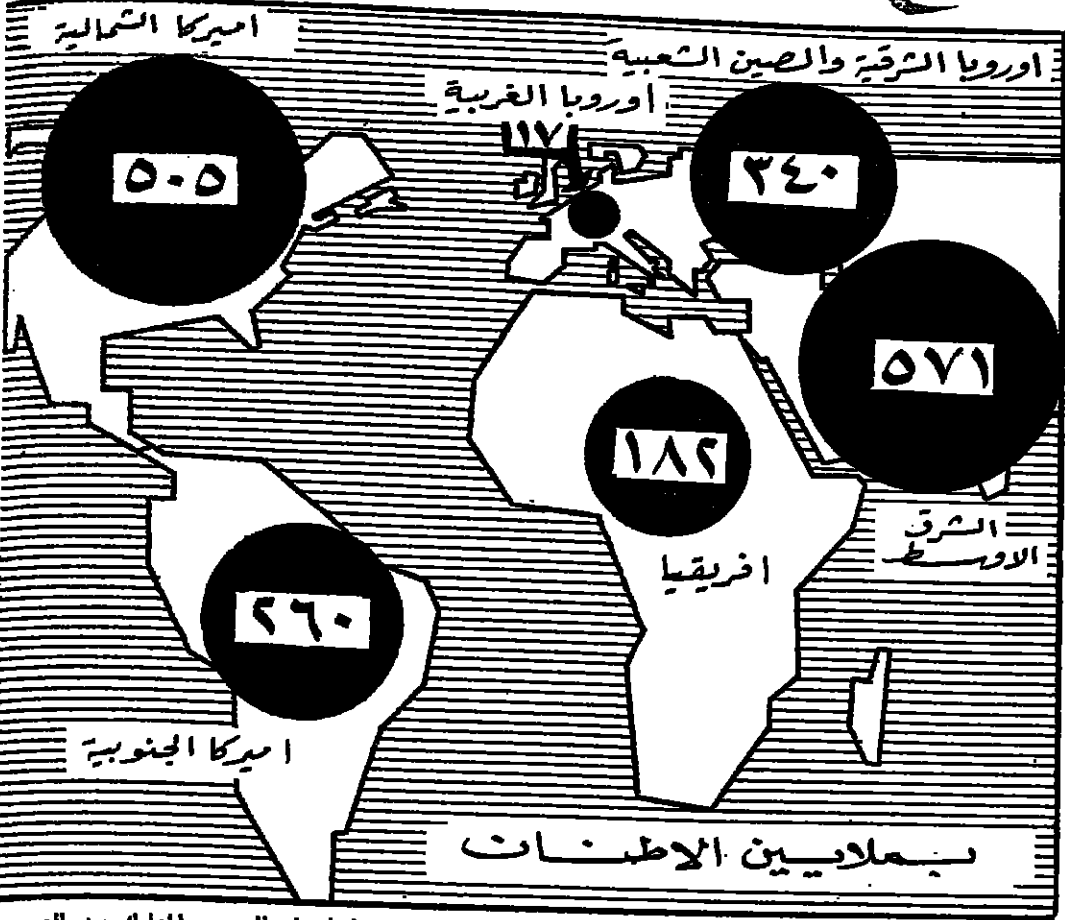 اميركا الشمالية
اوروبا الشرقية والصين الشعبية
أوروبا الغربية
١١٧
٥٠٥
٣٤٠
٥٧١
١٨٢
الشرق
الاوسط
افريقيا
٢٦٠
اميركا الجنوبية
بملايين الاطنان